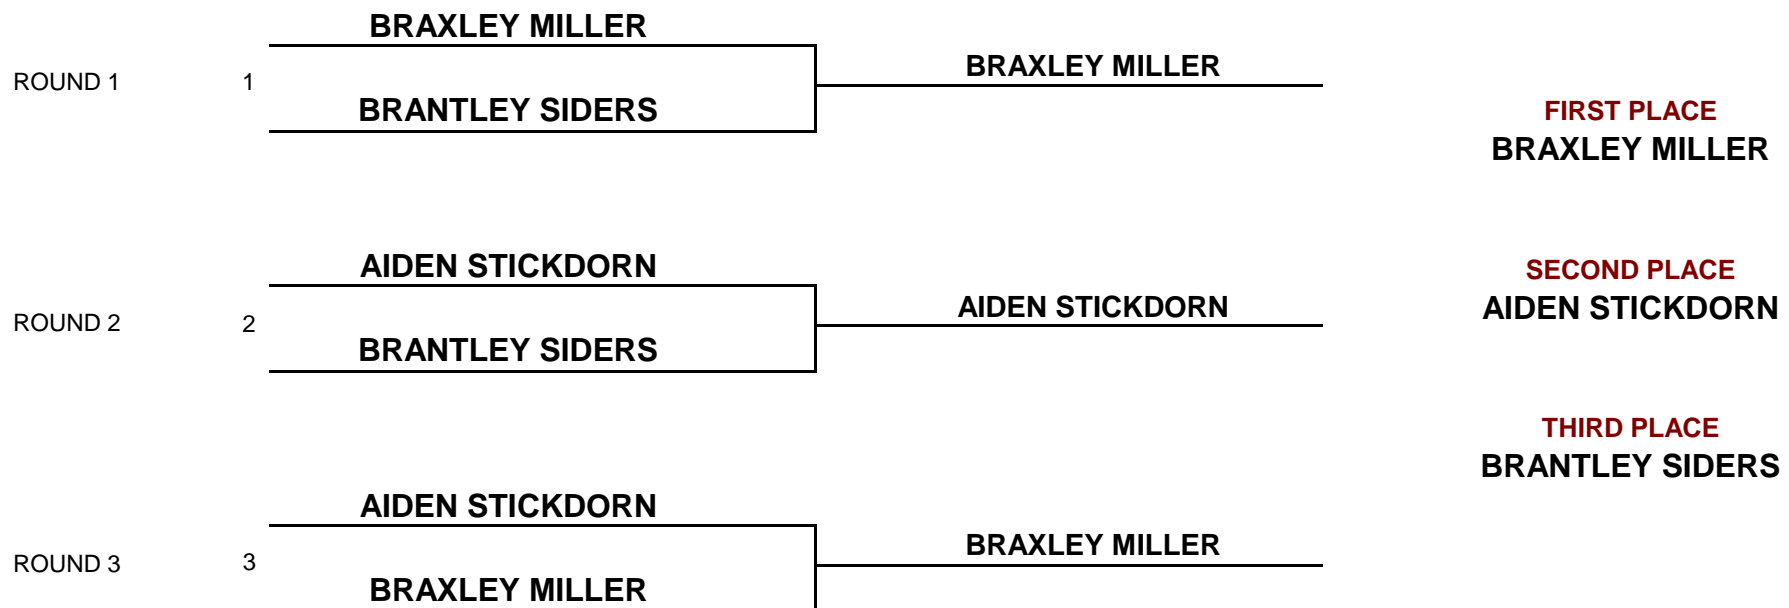 BRAXLEY MILLER
ROUND 1 1 BRAXLEY MILLER
BRANTLEY SIDERS
FIRST PLACE
BRAXLEY MILLER
AIDEN STICKDORN
SECOND PLACE
ROUND 2 2 AIDEN STICKDORN
AIDEN STICKDORN
BRANTLEY SIDERS
THIRD PLACE
BRANTLEY SIDERS
AIDEN STICKDORN
ROUND 3 3 BRAXLEY MILLER
BRAXLEY MILLER